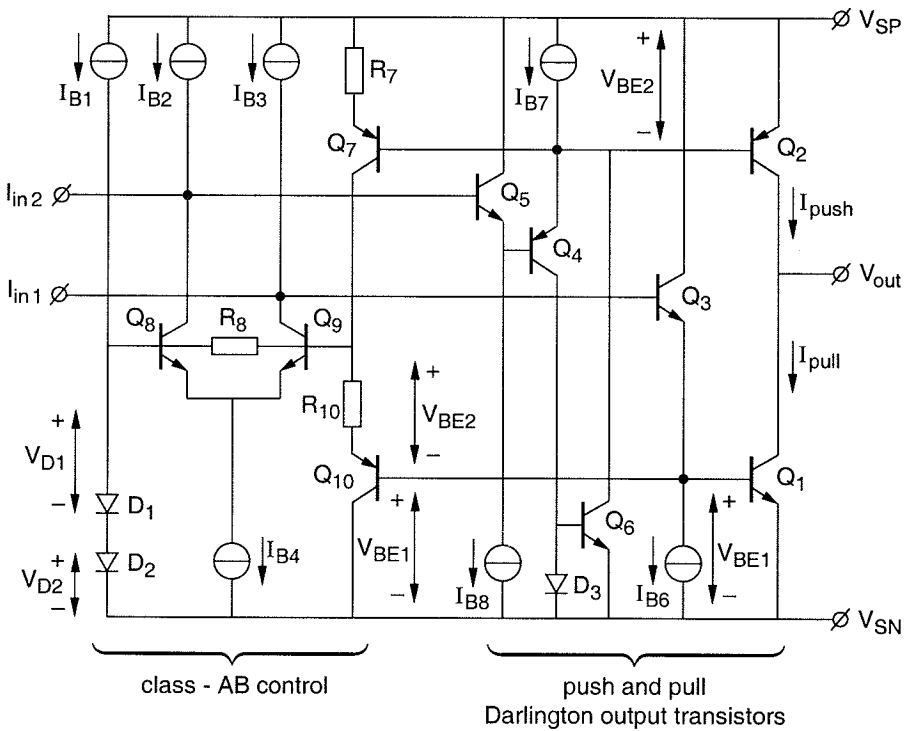 V_SP
I_B1
I_B2
I_B3
R_7
I_B7
+
V_BE2
−
Q_7
Q_2
I_in2
Q_5
I_push
Q_4
V_out
I_in1
Q_3
Q_8
R_8
Q_9
I_pull
R_10
+
V_BE2
−
+
V_D1
−
Q_10
Q_1
D_1
+
V_BE1
−
Q_6
+
V_BE1
−
+
V_D2
−
D_2
I_B4
I_B8
D_3
I_B6
V_SN
class - AB control
push and pull
Darlington output transistors